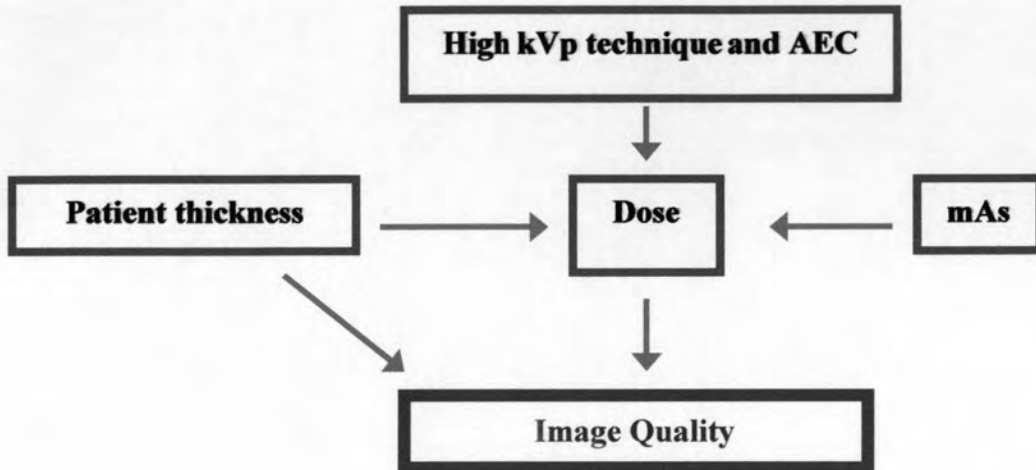 High kVp technique and AEC
Patient thickness
Dose
mAs
Image Quality